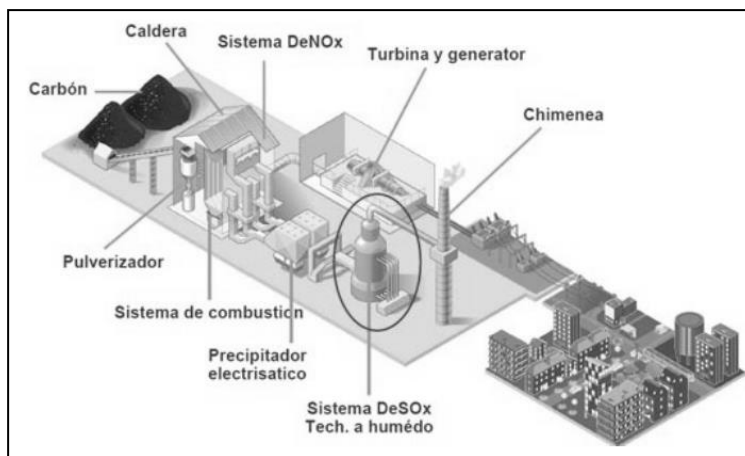 Caldera
Sistema DeNOx
Turbina y generator
Carbón
Chimenea
Pulverizador
Sistema de combustion
Precipitador
electrisatico
Sistema DeSOx
Tech. a humédo